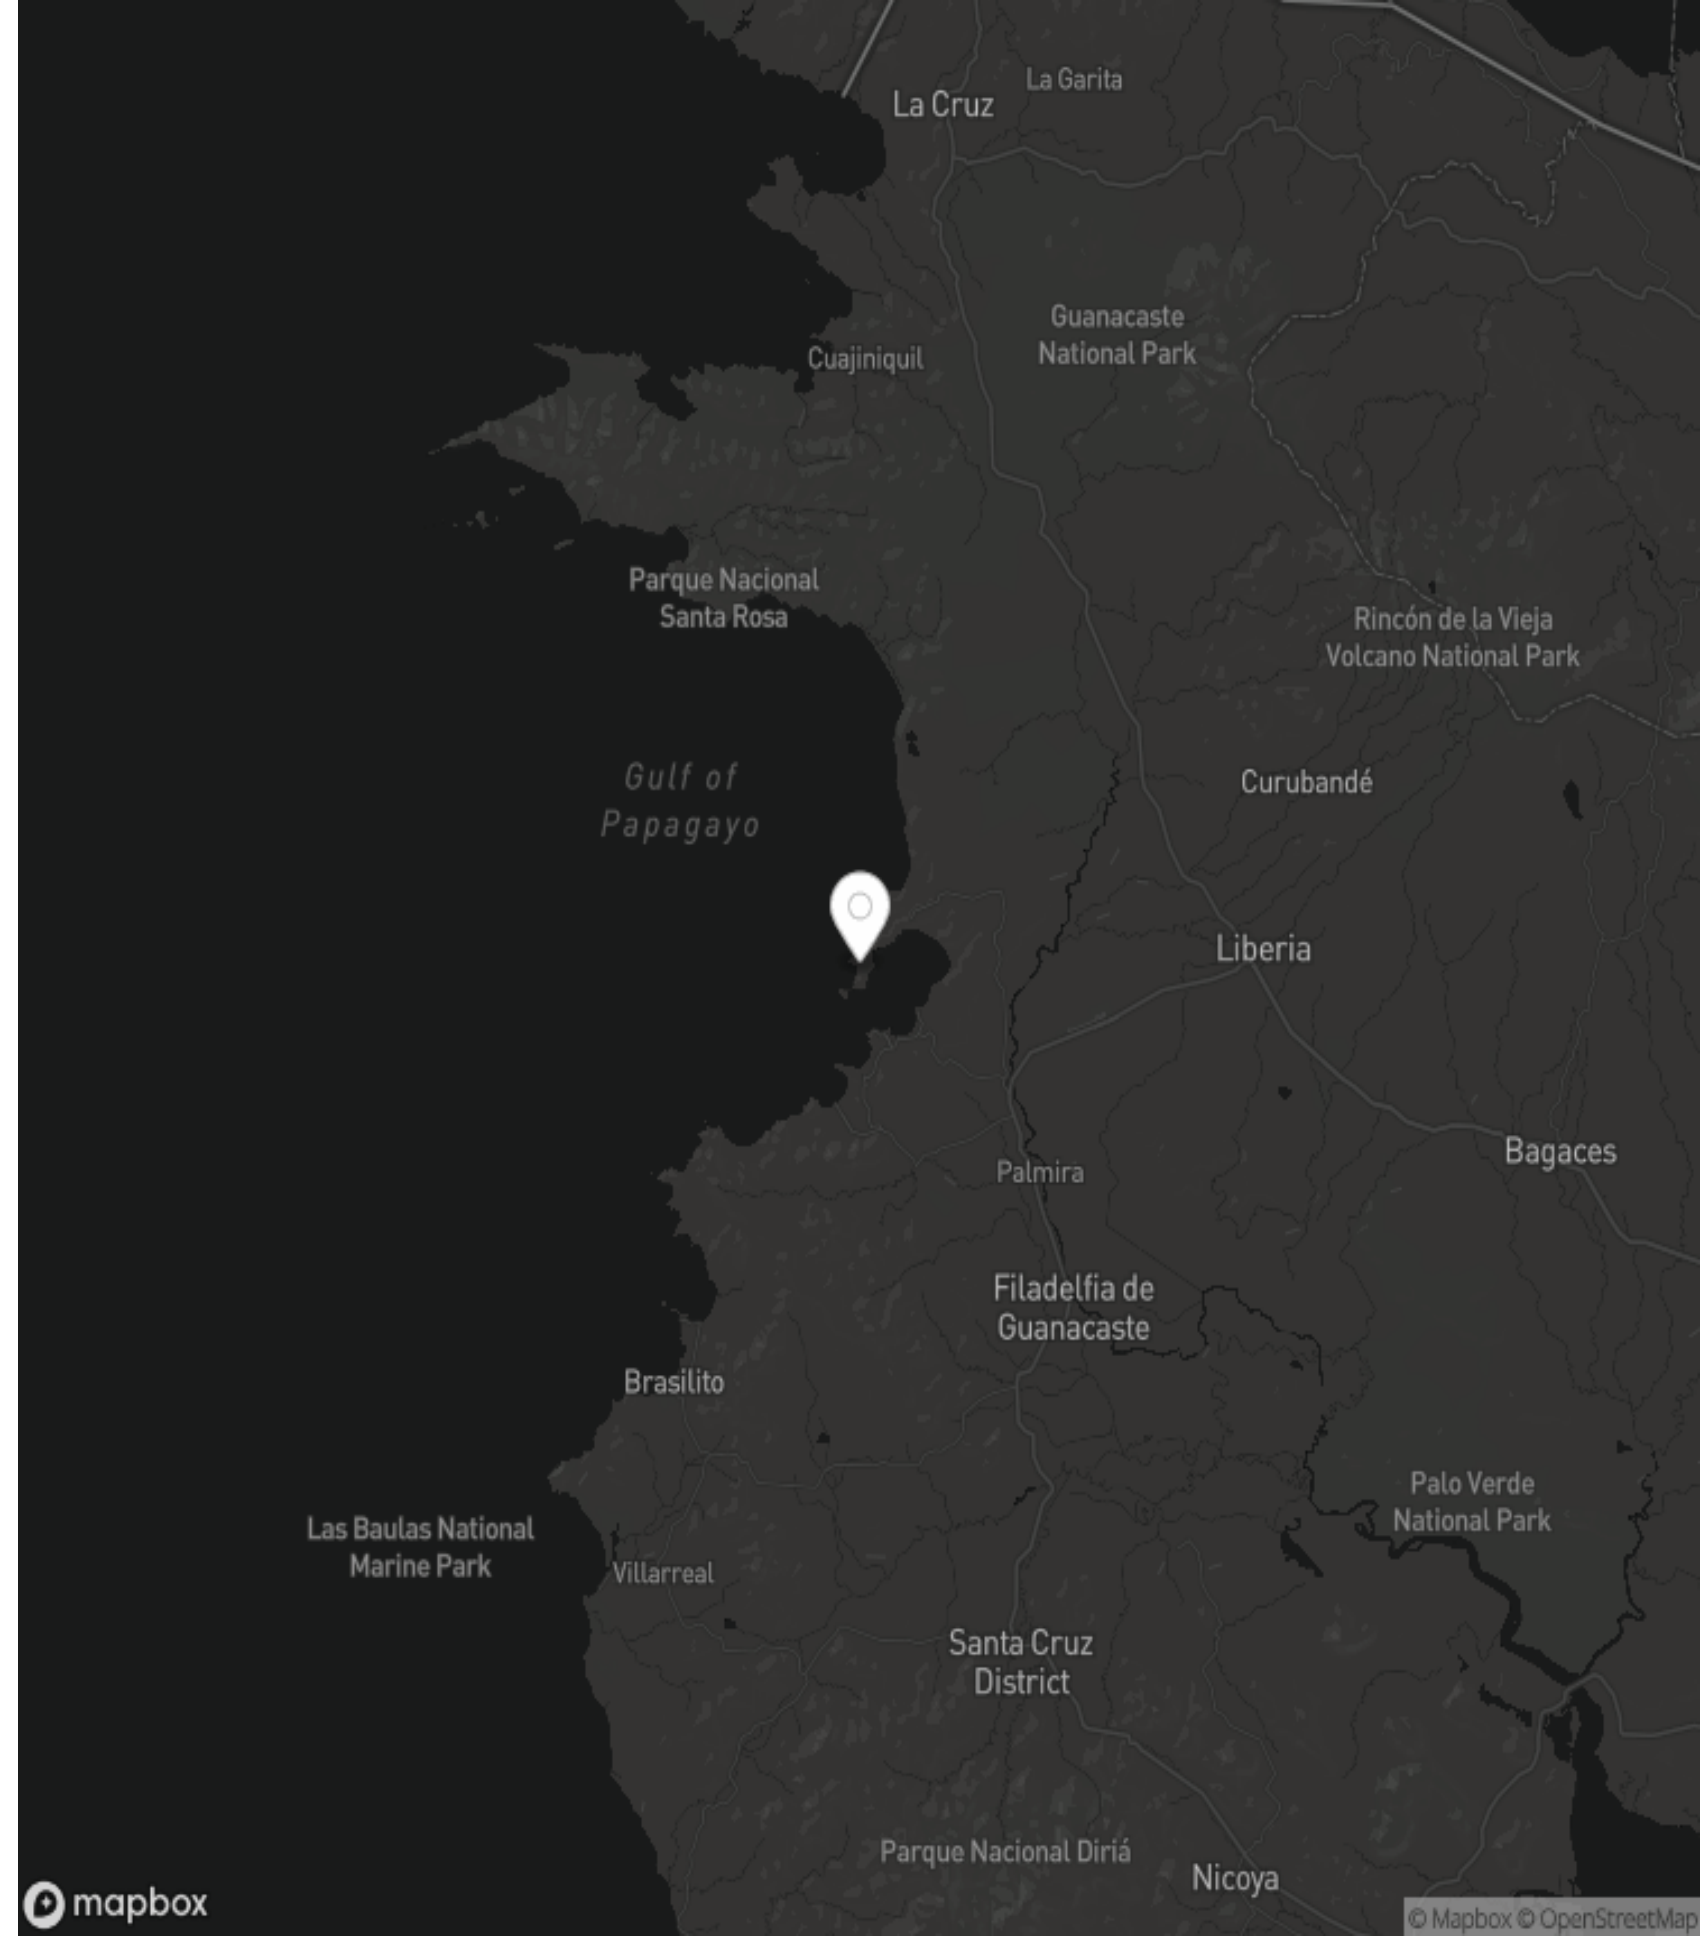 La Garita
La Cruz
Guanacaste
National Park
Cuajiniquil
Parque Nacional
Santa Rosa
Rincón de la Vieja
Volcano National Park
Gulf of
Papagayo
Curubandé
Liberia
Bagaces
Palmira
Filadelfia de
Guanacaste
Brasilito
Palo Verde
National Park
Las Baulas National
Marine Park
Villarreal
Santa Cruz
District
Parque Nacional Diriá
Nicoya
mapbox
© Mapbox © OpenStreetMap